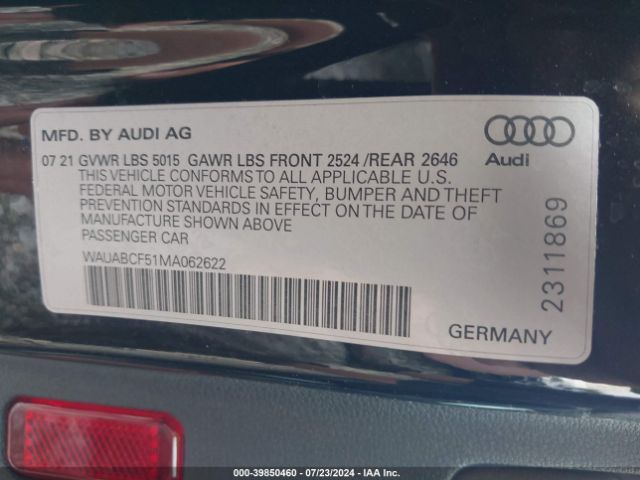 MFD. BY AUDI AG
07 21 GVWR LBS 5015 GAWR LBS FRONT 2524 /REAR 2646
THIS VEHICLE CONFORMS TO ALL APPLICABLE U.S.
FEDERAL MOTOR VEHICLE SAFETY, BUMPER AND THEFT
PREVENTION STANDARDS IN EFFECT ON THE DATE OF
MANUFACTURE SHOWN ABOVE
PASSENGER CAR
WAUABCF51MA062622
Audi
2311869
GERMANY
000-39850460 - 07/23/2024 - IAA Inc.